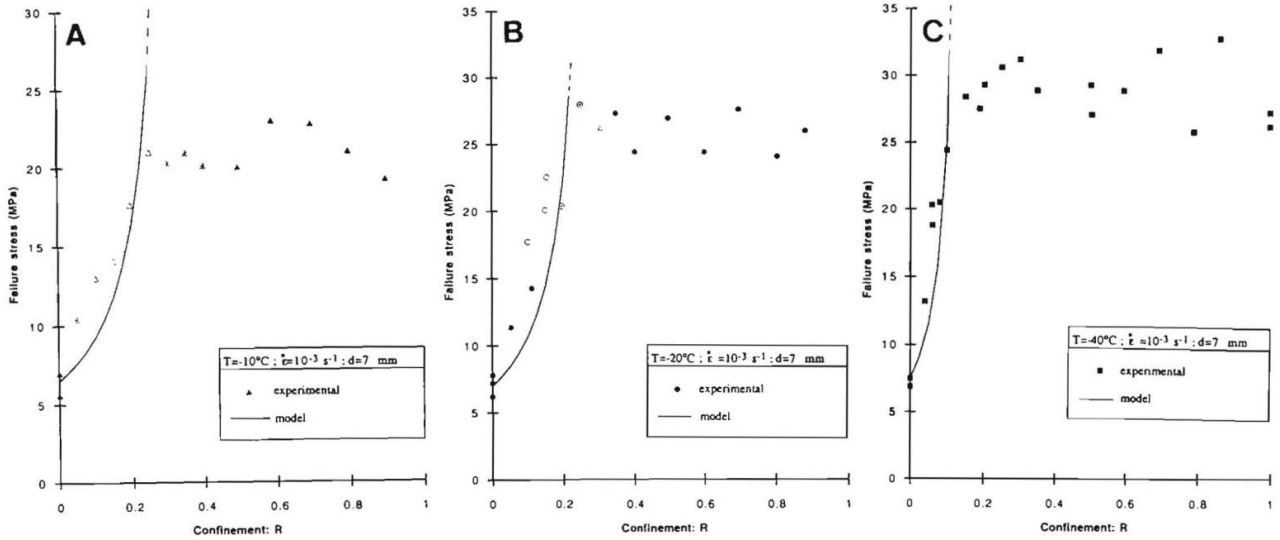 A
Failure stress (MPa)
30
25
20
15
10
5
0
T=-10°C ; ε̇=10⁻³ s⁻¹ ; d=7 mm
experimental
model
0 0.2 0.4 0.6 0.8 1
Confinement: R
B
Failure stress (MPa)
35
30
25
20
15
10
5
0
T=-20°C ; ε̇ =10⁻³ s⁻¹ ; d=7 mm
experimental
model
0 0.2 0.4 0.6 0.8 1
Confinement: R
C
Failure stress (MPa)
35
30
25
20
15
10
5
0
T=-40°C ; ε̇ =10⁻³ s⁻¹ ; d=7 mm
experimental
model
0 0.2 0.4 0.6 0.8 1
Confinement: R